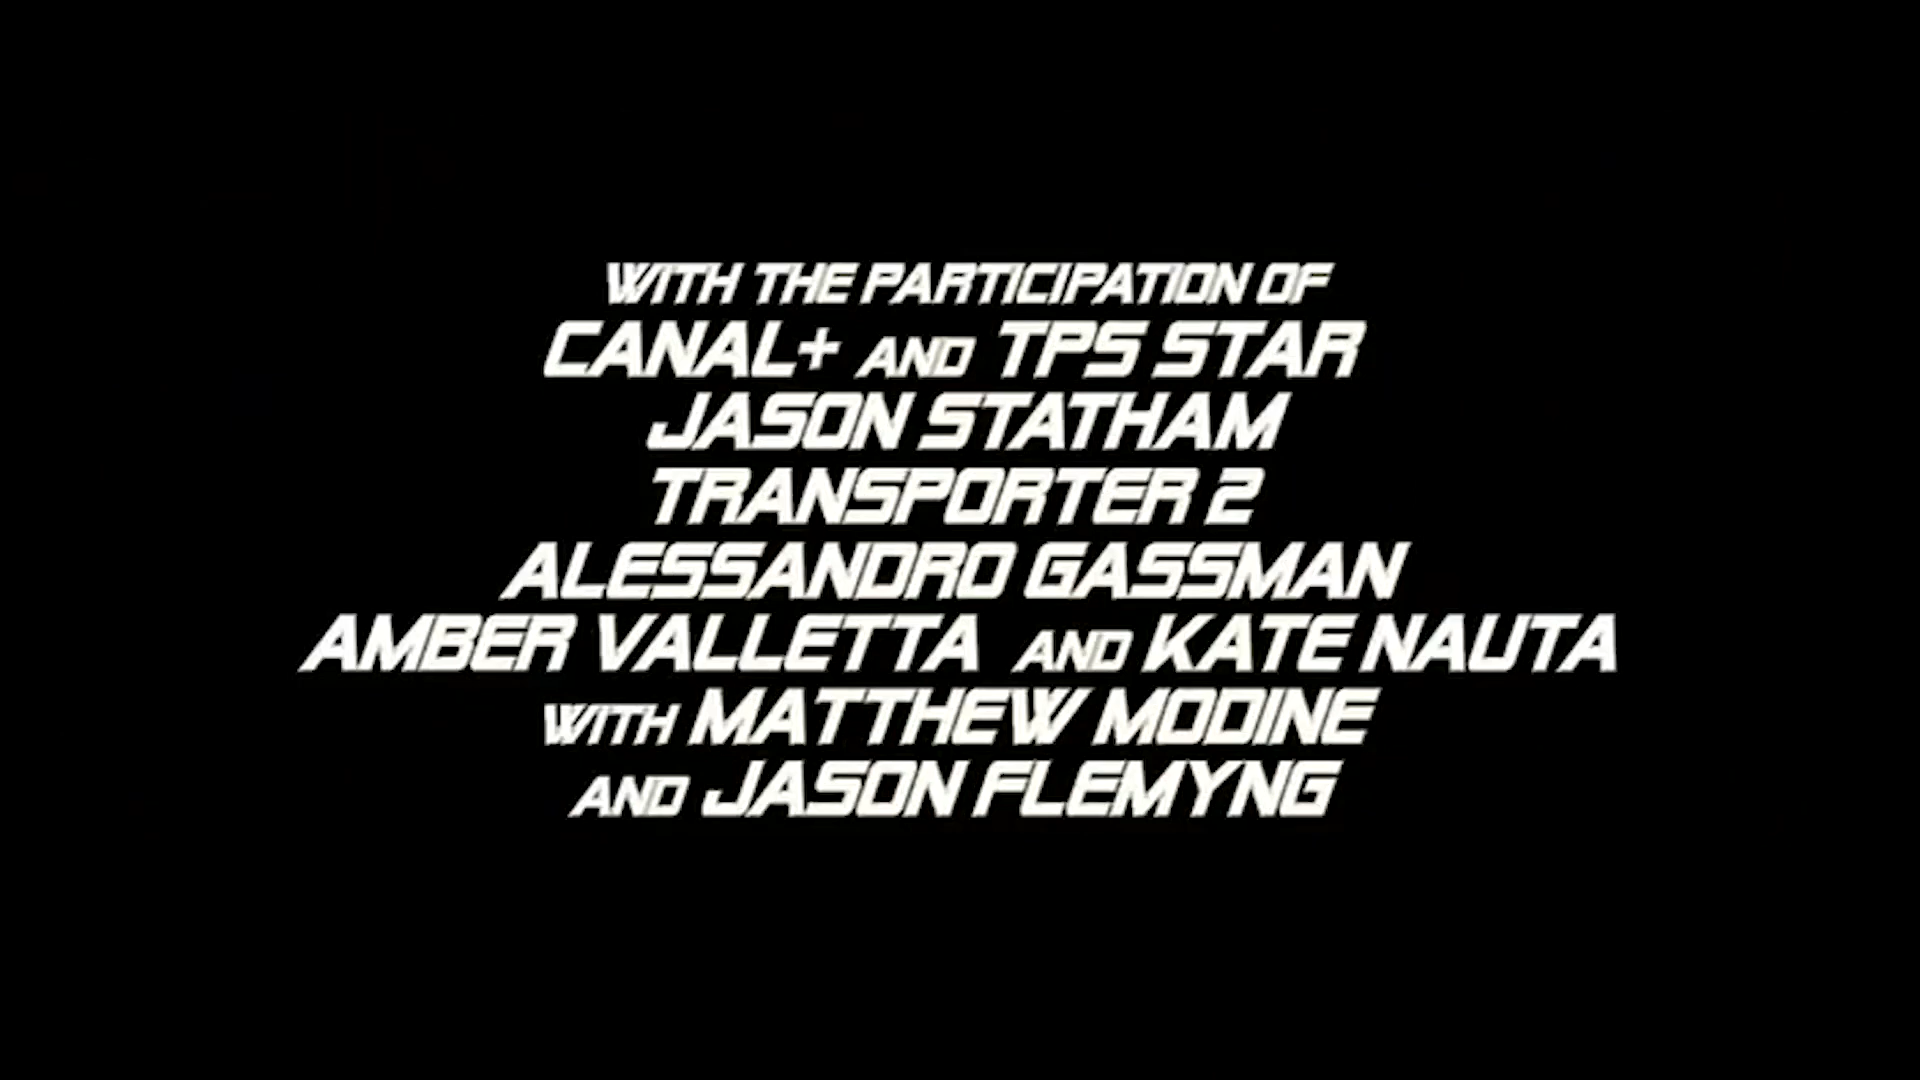 WITH THE PARTICIPATION OF
CANAL+ AND TPS STAR
JASON STATHAM
TRANSPORTER 2
ALESSANDRO GASSMAN
AMBER VALLETTA AND KATE NAUTA
WITH MATTHEW MODINE
AND JASON FLEMYNG